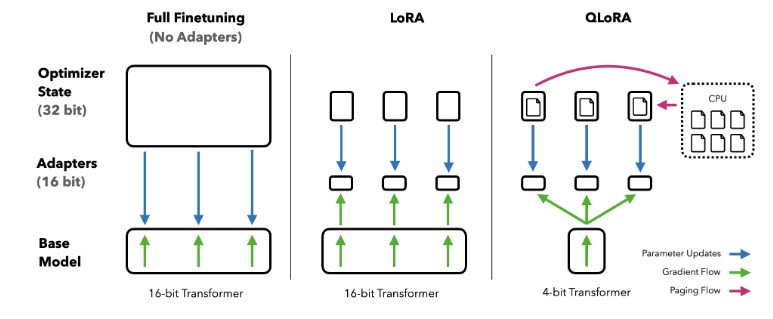 Full Finetuning
(No Adapters)
LoRA
QLoRA
Optimizer
State
(32 bit)
CPU
Adapters
(16 bit)
Base
Model
Parameter Updates
Gradient Flow
Paging Flow
16-bit Transformer
16-bit Transformer
4-bit Transformer